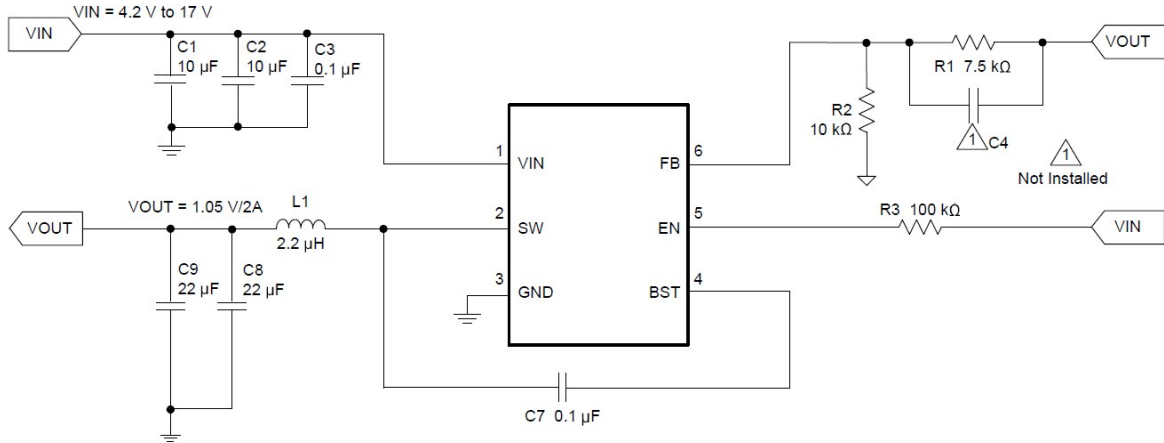 VIN = 4.2 V to 17 V
VIN
C1
10 µF
C2
10 µF
C3
0.1 µF
VOUT
R1 7.5 kΩ
R2
10 kΩ
1
C4
1
Not Installed
1
VIN
FB
6
VOUT = 1.05 V/2A
L1
2.2 µH
VOUT
2
SW
EN
5
R3 100 kΩ
VIN
C9
22 µF
C8
22 µF
3
GND
BST
4
C7 0.1 µF